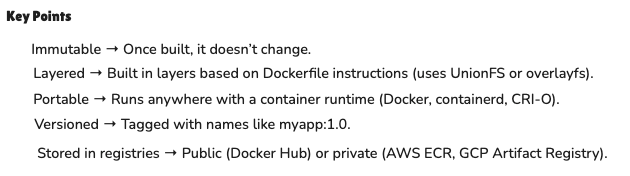 Key Points
Immutable → Once built, it doesn't change.
Layered → Built in layers based on Dockerfile instructions (uses UnionFS or overlayfs).
Portable → Runs anywhere with a container runtime (Docker, containerd, CRI-O).
Versioned → Tagged with names like myapp:1.0.
Stored in registries → Public (Docker Hub) or private (AWS ECR, GCP Artifact Registry).